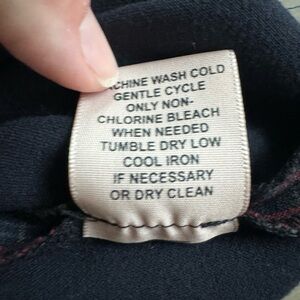 ACHINE WASH COLD
GENTLE CYCLE
ONLY NON-
CHLORINE BLEACH
WHEN NEEDED
TUMBLE DRY LOW
COOL IRON
IF NECESSARY
OR DRY CLEAN